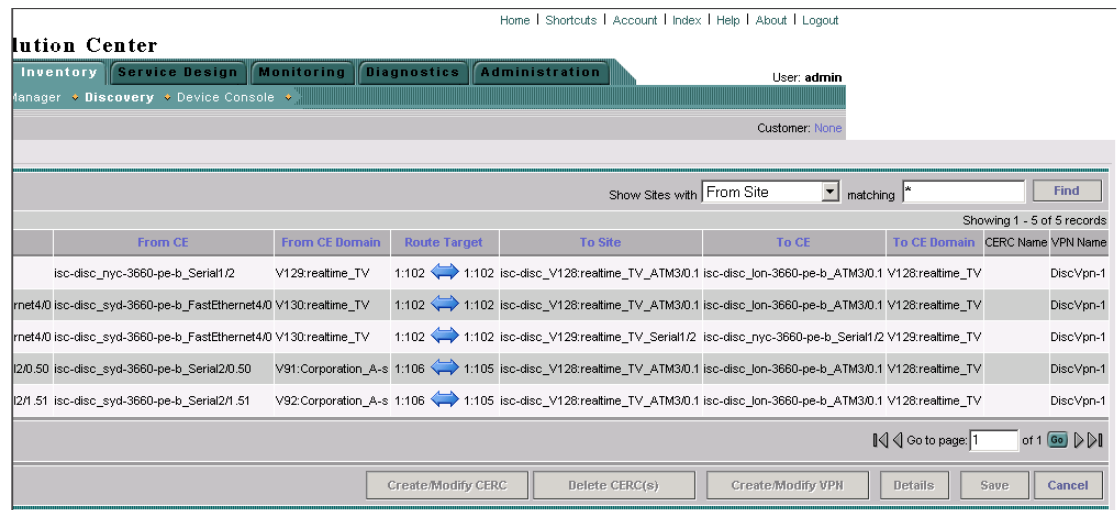 Home | Shortcuts | Account | Index | Help | About | Logout
lution Center
Inventory Service Design Monitoring Diagnostics Administration
User: admin
Manager Discovery Device Console
Customer: None
Show Sites with From Site matching * Find
Showing 1 - 5 of 5 records
From CE From CE Domain Route Target To Site To CE To CE Domain CERC Name VPN Name
isc-disc_nyc-3660-pe-b_Serial1/2 V129:realtime_TV 1:102 1:102 isc-disc_V128:realtime_TV_ATM3/0.1 isc-disc_lon-3660-pe-b_ATM3/0.1 V128:realtime_TV DiscVpn-1
rnet4/0 isc-disc_syd-3660-pe-b_FastEthernet4/0 V130:realtime_TV 1:102 1:102 isc-disc_V128:realtime_TV_ATM3/0.1 isc-disc_lon-3660-pe-b_ATM3/0.1 V128:realtime_TV DiscVpn-1
rnet4/0 isc-disc_syd-3660-pe-b_FastEthernet4/0 V130:realtime_TV 1:102 1:102 isc-disc_V129:realtime_TV_Serial1/2 isc-disc_nyc-3660-pe-b_Serial1/2 V129:realtime_TV DiscVpn-1
l2/0.50 isc-disc_syd-3660-pe-b_Serial2/0.50 V91:Corporation_A-s 1:106 1:105 isc-disc_V128:realtime_TV_ATM3/0.1 isc-disc_lon-3660-pe-b_ATM3/0.1 V128:realtime_TV DiscVpn-1
l2/1.51 isc-disc_syd-3660-pe-b_Serial2/1.51 V92:Corporation_A-s 1:106 1:105 isc-disc_V128:realtime_TV_ATM3/0.1 isc-disc_lon-3660-pe-b_ATM3/0.1 V128:realtime_TV DiscVpn-1
Go to page: 1 of 1 Go
Create/Modify CERC Delete CERC(s) Create/Modify VPN Details Save Cancel